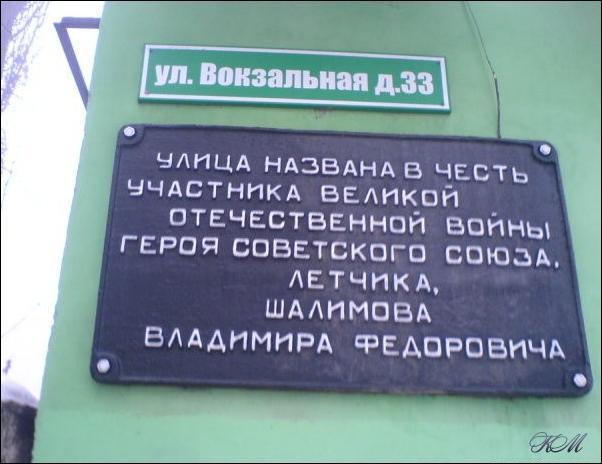 ул. Вокзальная д.33
УЛИЦА НАЗВАНА В ЧЕСТЬ
УЧАСТНИКА ВЕЛИКОЙ
ОТЕЧЕСТВЕННОЙ ВОЙНЫ
ГЕРОЯ СОВЕТСКОГО СОЮЗА.
ЛЕТЧИКА,
ШАЛИМОВА
ВЛАДИМИРА ФЕДОРОВИЧА
КМ